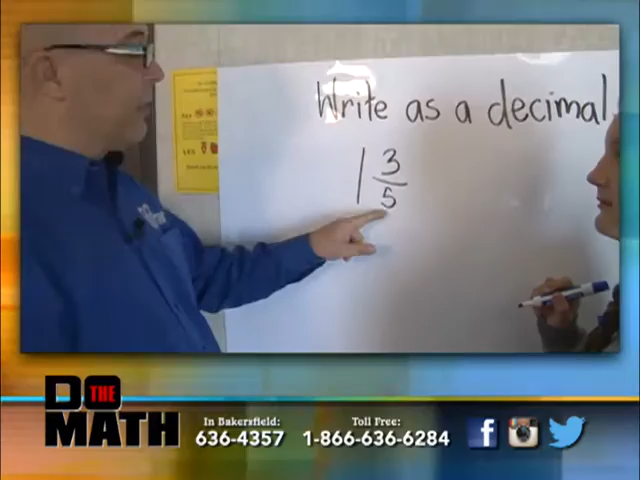 Write as a decimal
1 3/5
DO THE MATH
In Bakersfield:
636-4357
Toll Free:
1-866-636-6284